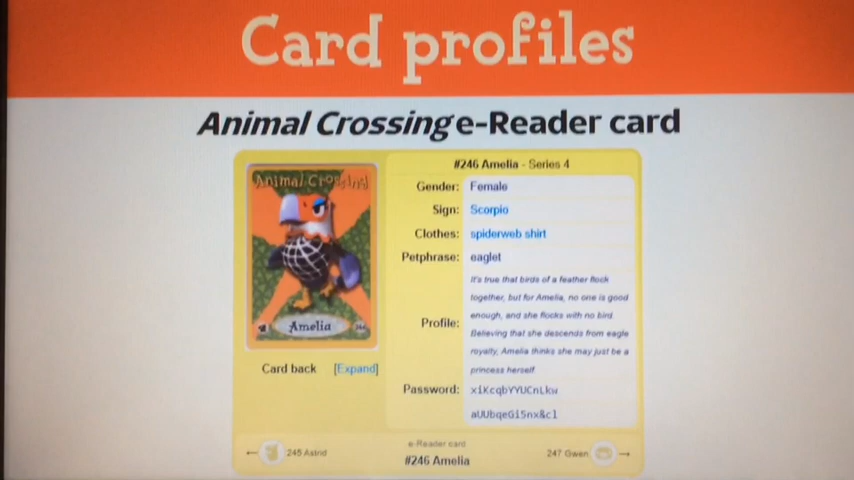 Card profiles
Animal Crossing e-Reader card
#246 Amelia - Series 4
Animal Crossing
Gender: Female
Sign: Scorpio
Clothes: spiderweb shirt
Petphrase: eaglet
It's true that birds of a feather flock
together, but for Amelia, no one is good
enough, and she flocks with no bird.
Believing that she descends from eagle
royalty, Amelia thinks she may just be a
princess herself.
Profile:
Amelia
Card back [Expand]
Password: xiKcqbYYUCnLkw
aUUbqeGi5nx&cl
← 245 Astrid
e-Reader card
#246 Amelia
247 Gwen →